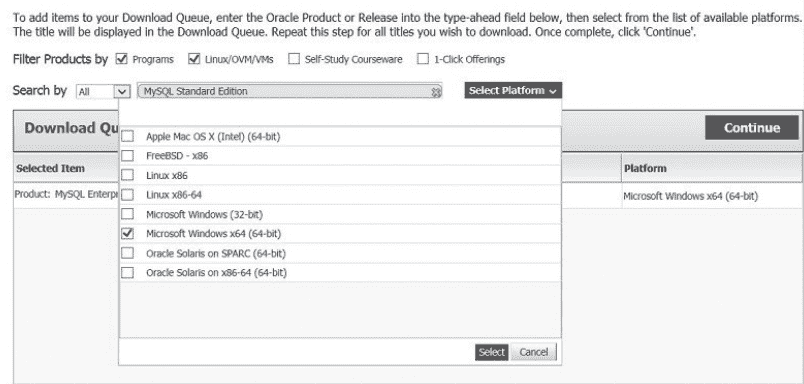 To add items to your Download Queue, enter the Oracle Product or Release into the type-ahead field below, then select from the list of available platforms.
The title will be displayed in the Download Queue. Repeat this step for all titles you wish to download. Once complete, click 'Continue'.
Filter Products by Programs Linux/OVM/VMs Self-Study Courseware 1-Click Offerings
Search by All MySQL Standard Edition Select Platform
Download Qu Continue
Apple Mac OS X (Intel) (64-bit)
FreeBSD - x86
Selected Item Platform
Linux x86
Product: MySQL Enterpr Linux x86-64 Microsoft Windows x64 (64-bit)
Microsoft Windows (32-bit)
Microsoft Windows x64 (64-bit)
Oracle Solaris on SPARC (64-bit)
Oracle Solaris on x86-64 (64-bit)
Select Cancel